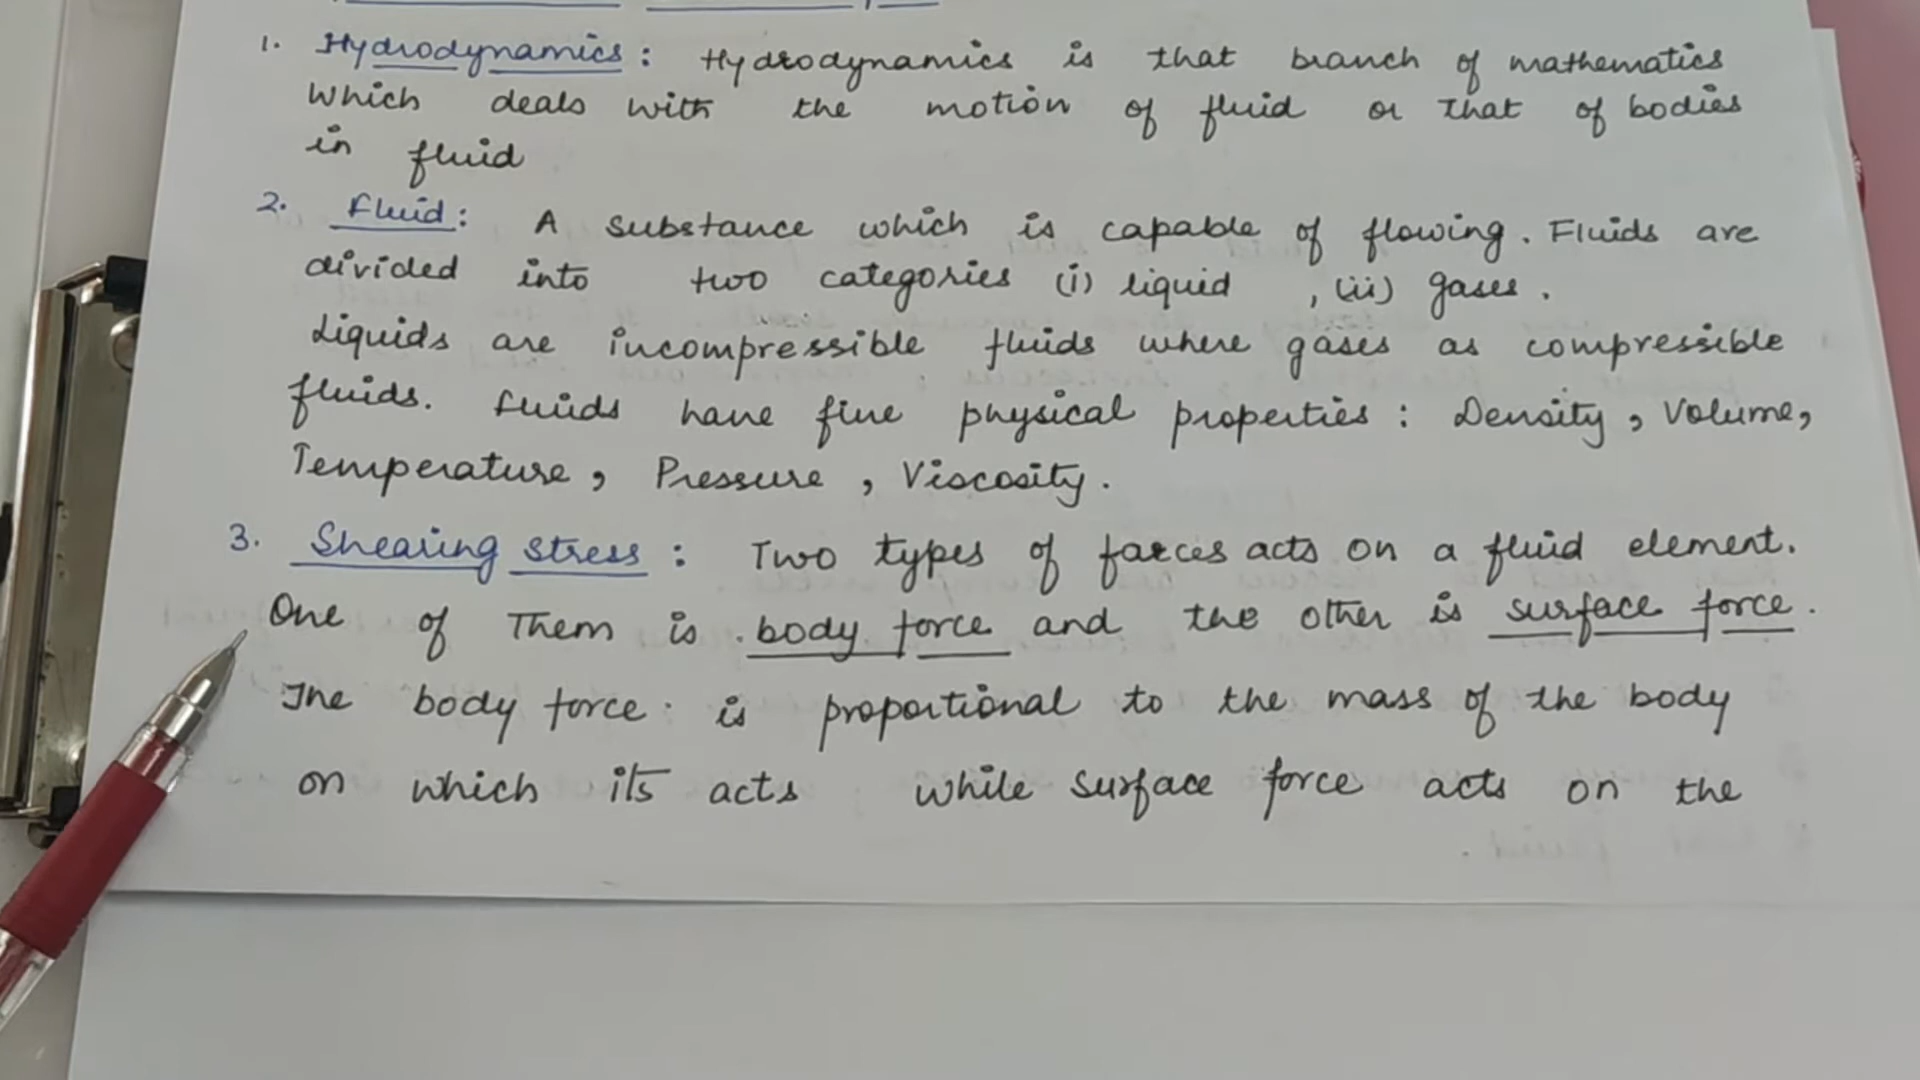 1. Hydrodynamics : Hydrodynamics is that branch of mathematics
which deals with the motion of fluid or that of bodies
in fluid
2. Fluid : A substance which is capable of flowing. Fluids are
divided into two categories (i) liquid , (ii) gases.
Liquids are incompressible fluids where gases as compressible
fluids. Fluids have five physical properties : Density, Volume,
Temperature, Pressure, Viscosity.
3. Shearing stress : Two types of forces acts on a fluid element.
One of Them is body force and the other is surface force.
The body force is proportional to the mass of the body
on which its acts while surface force acts on the